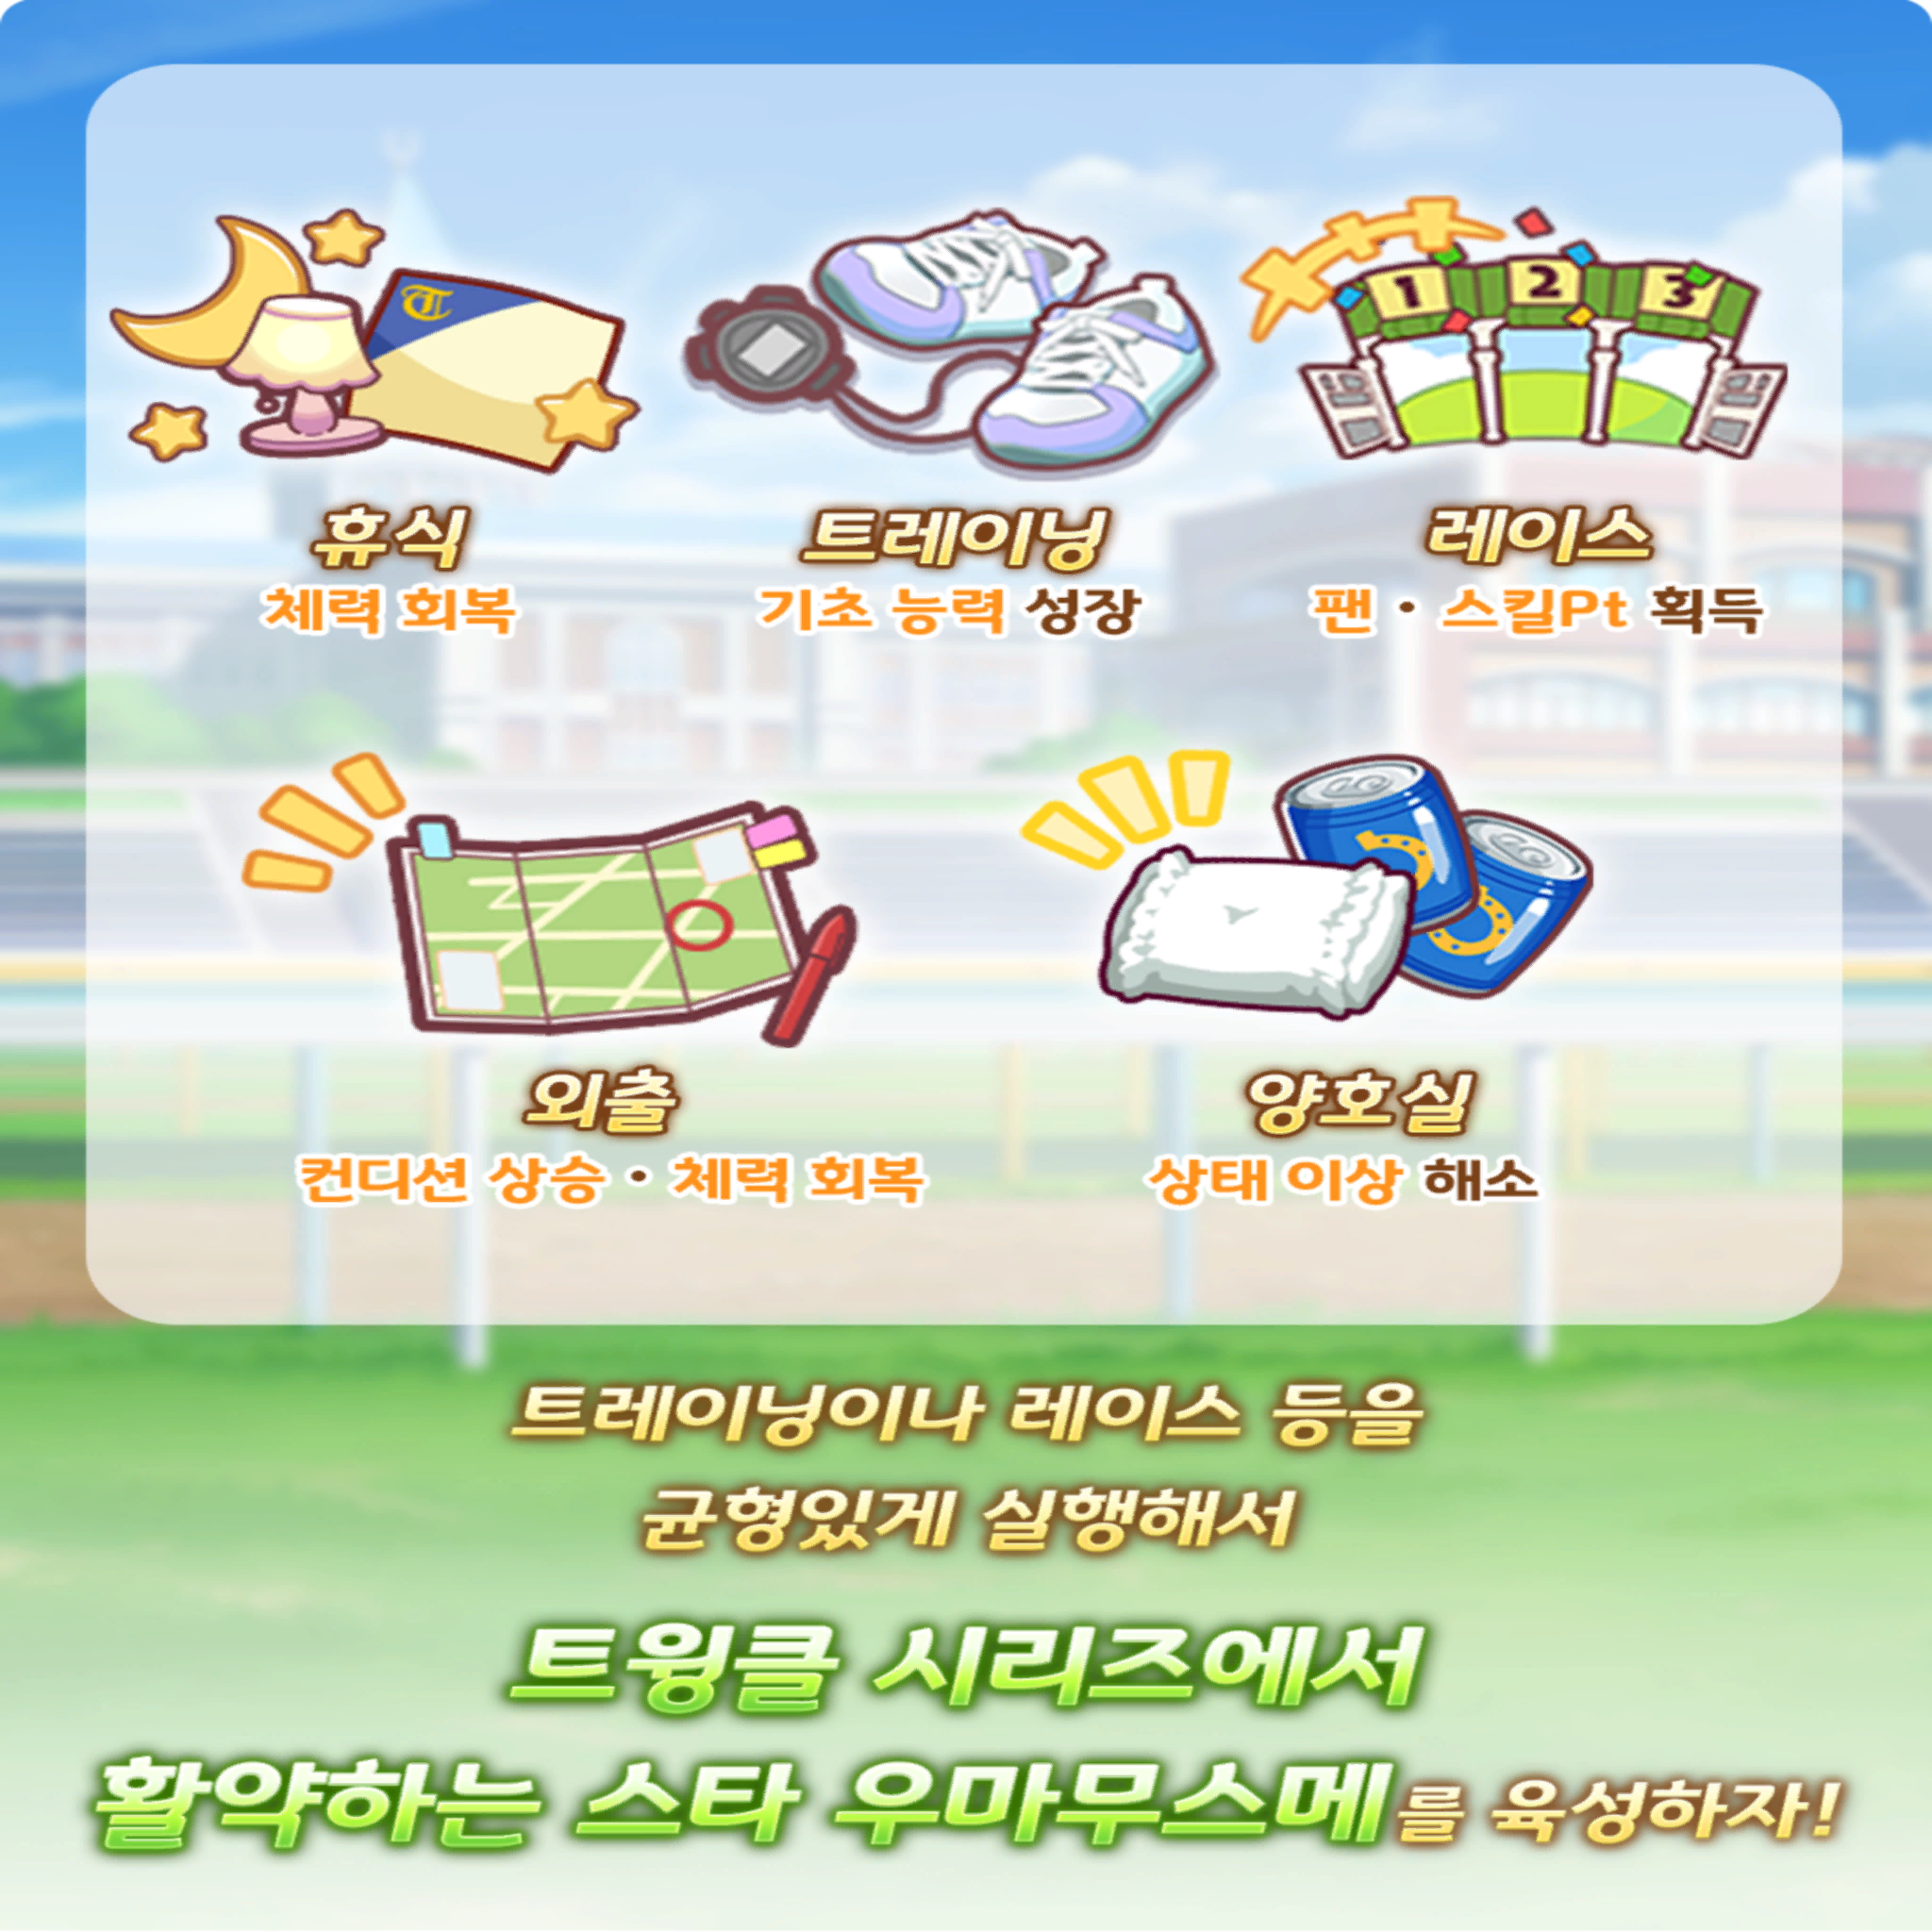 T
1 2 3
휴식
체력 회복
트레이닝
기초 능력 성장
레이스
팬 · 스킬Pt 획득
외출
컨디션 상승 · 체력 회복
양호실
상태 이상 해소
트레이닝이나 레이스 등을
균형있게 실행해서
트윙클 시리즈에서
활약하는 스타 우마무스메를 육성하자!